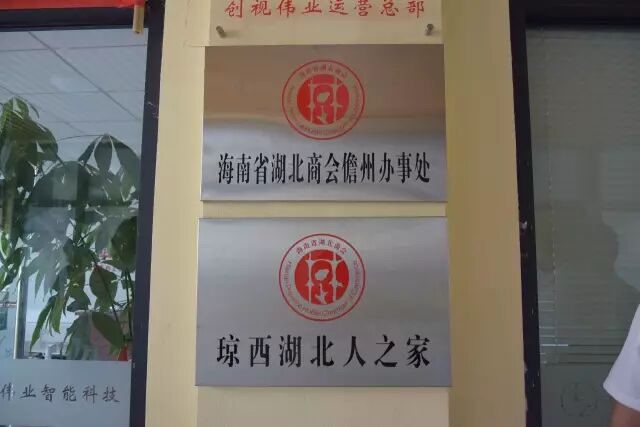 创视伟业运营总部
海南省湖北商会
海南省湖北商会儋州办事处
海南省湖北商会
琼西湖北人之家
伟业智能科技